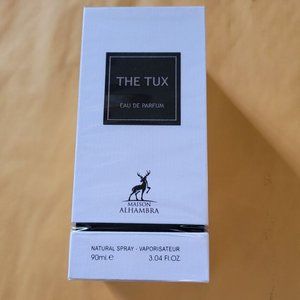 THE TUX
EAU DE PARFUM
MAISON
ALHAMBRA
NATURAL SPRAY - VAPORISATEUR
90ml.e 3.04 Fl.OZ.